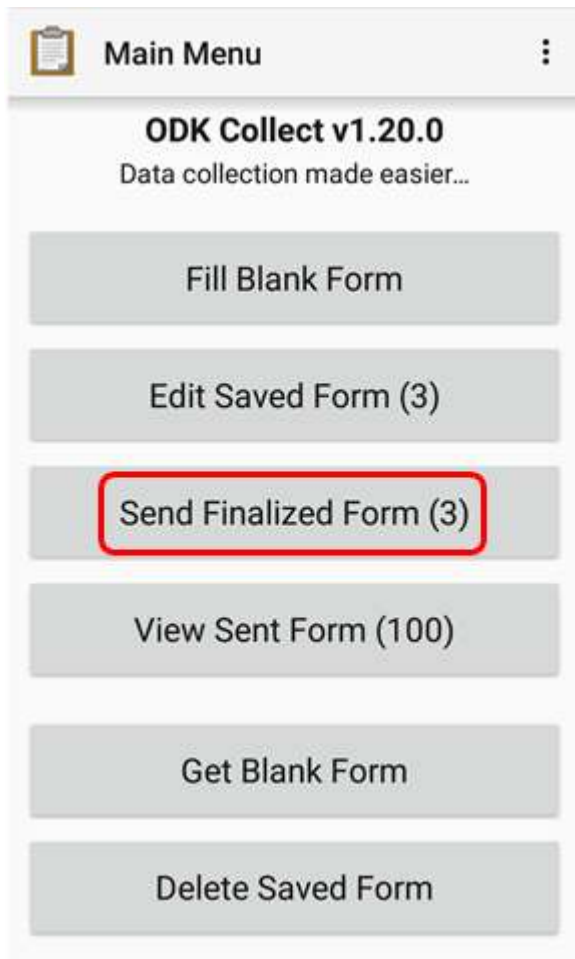 Main Menu
ODK Collect v1.20.0
Data collection made easier...
Fill Blank Form
Edit Saved Form (3)
Send Finalized Form (3)
View Sent Form (100)
Get Blank Form
Delete Saved Form